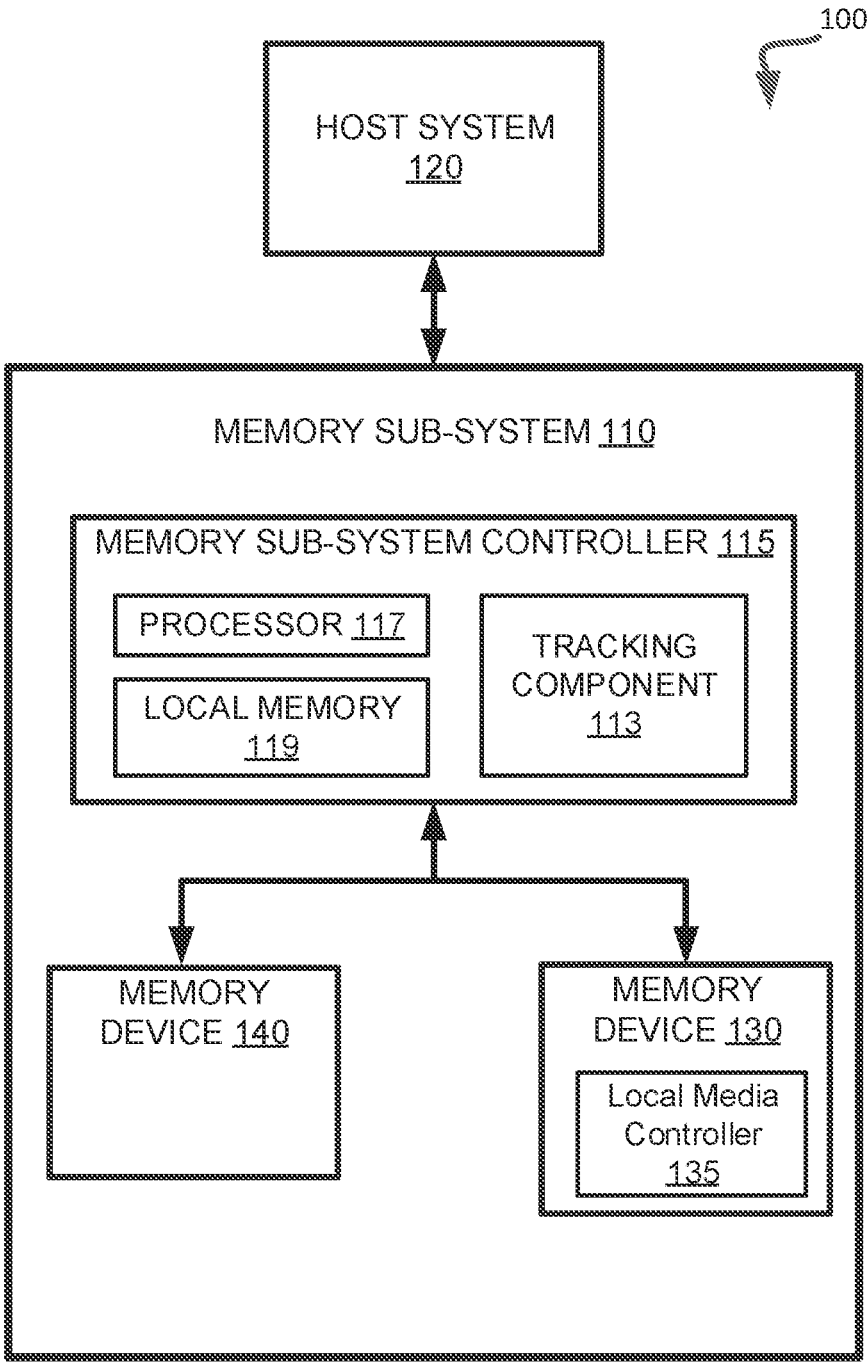 100
HOST SYSTEM
120
MEMORY SUB-SYSTEM 110
MEMORY SUB-SYSTEM CONTROLLER 115
PROCESSOR 117
LOCAL MEMORY
119
TRACKING
COMPONENT
113
MEMORY
DEVICE 140
MEMORY
DEVICE 130
Local Media
Controller
135